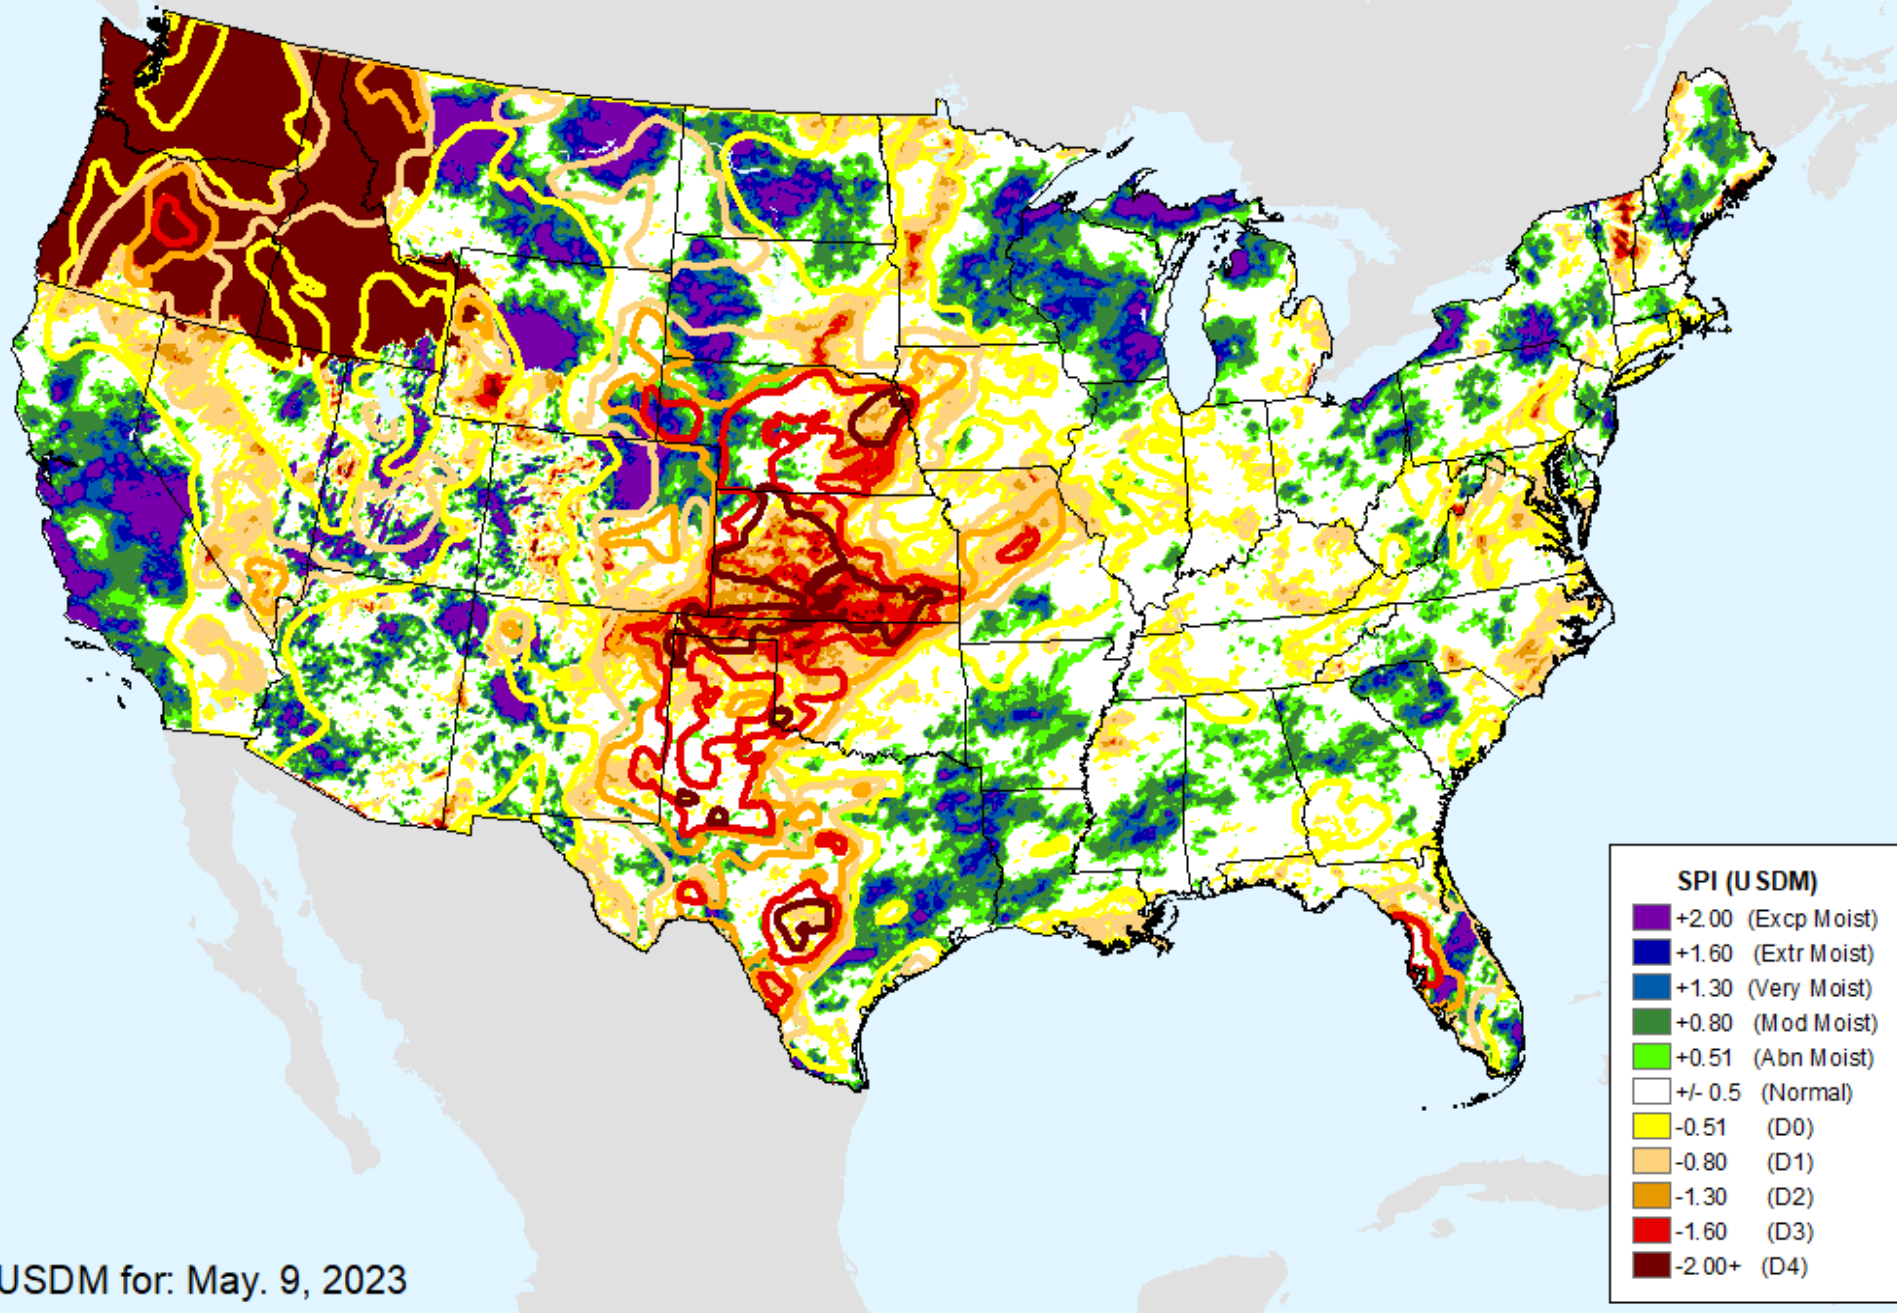 SPI (USDM)
+2.00 (Excp Moist)
+1.60 (Extr Moist)
+1.30 (Very Moist)
+0.80 (Mod Moist)
+0.51 (Abn Moist)
+/- 0.5 (Normal)
-0.51 (D0)
-0.80 (D1)
-1.30 (D2)
-1.60 (D3)
-2.00+ (D4)
USDM for: May. 9, 2023